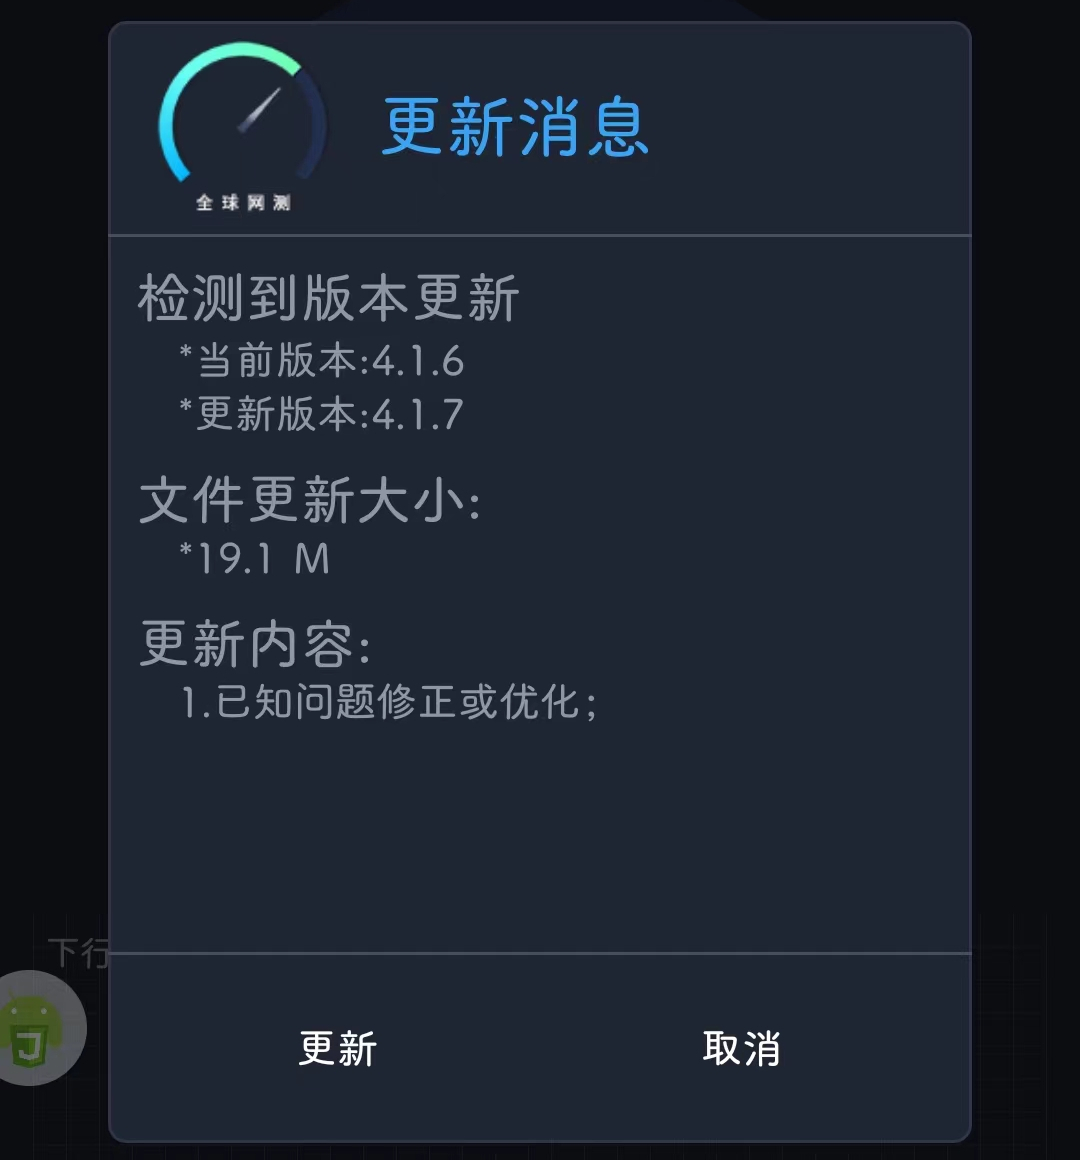 更新消息
全球网测
检测到版本更新
*当前版本:4.1.6
*更新版本:4.1.7
文件更新大小:
*19.1 M
更新内容:
1.已知问题修正或优化;
下行
更新
取消